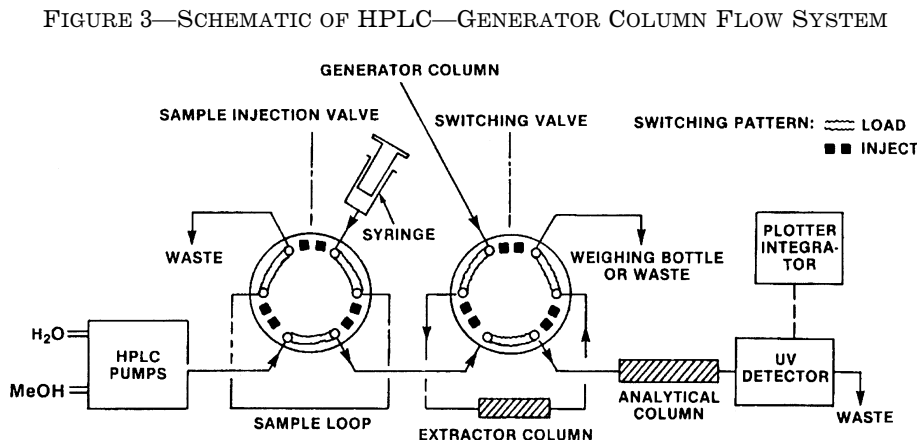 FIGURE 3—SCHEMATIC OF HPLC—GENERATOR COLUMN FLOW SYSTEM
GENERATOR COLUMN
SAMPLE INJECTION VALVE
SWITCHING VALVE
SWITCHING PATTERN:
LOAD
INJECT
SYRINGE
WASTE
WEIGHING BOTTLE
OR WASTE
PLOTTER
INTEGRA-
TOR
H₂O
MeOH
HPLC
PUMPS
SAMPLE LOOP
EXTRACTOR COLUMN
ANALYTICAL
COLUMN
UV
DETECTOR
WASTE